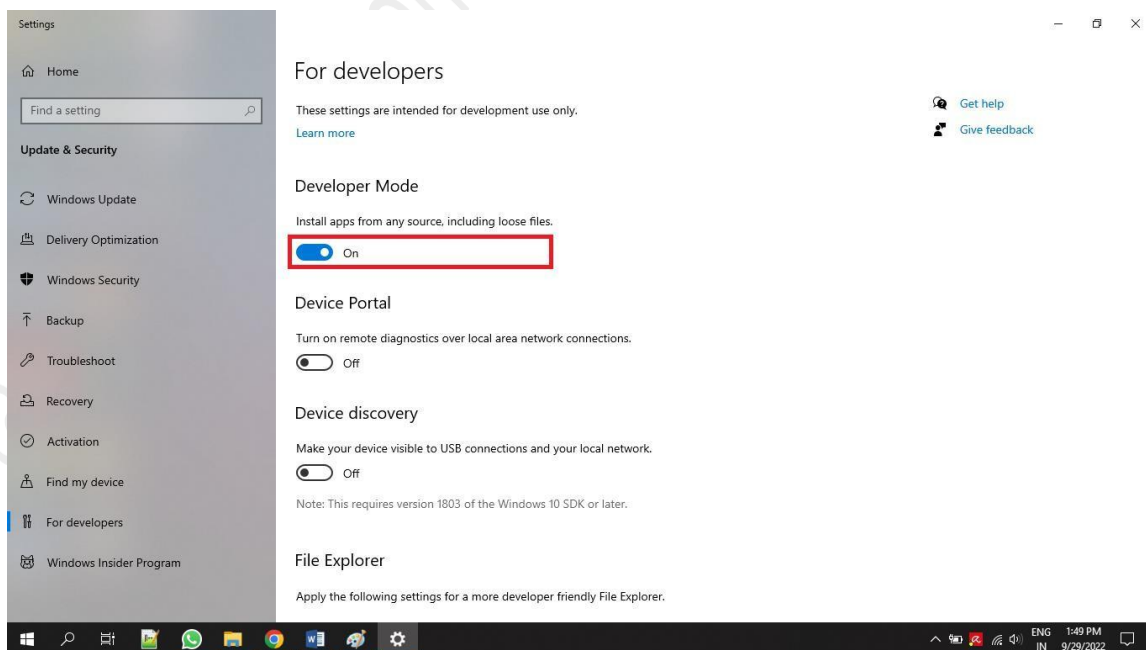 Settings
Home
Find a setting
Update & Security
Windows Update
Delivery Optimization
Windows Security
Backup
Troubleshoot
Recovery
Activation
Find my device
For developers
Windows Insider Program
For developers
These settings are intended for development use only.
Learn more
Developer Mode
Install apps from any source, including loose files.
On
Device Portal
Turn on remote diagnostics over local area network connections.
Off
Device discovery
Make your device visible to USB connections and your local network.
Off
Note: This requires version 1803 of the Windows 10 SDK or later.
File Explorer
Apply the following settings for a more developer friendly File Explorer.
Get help
Give feedback
ENG
IN
1:49 PM
9/29/2022